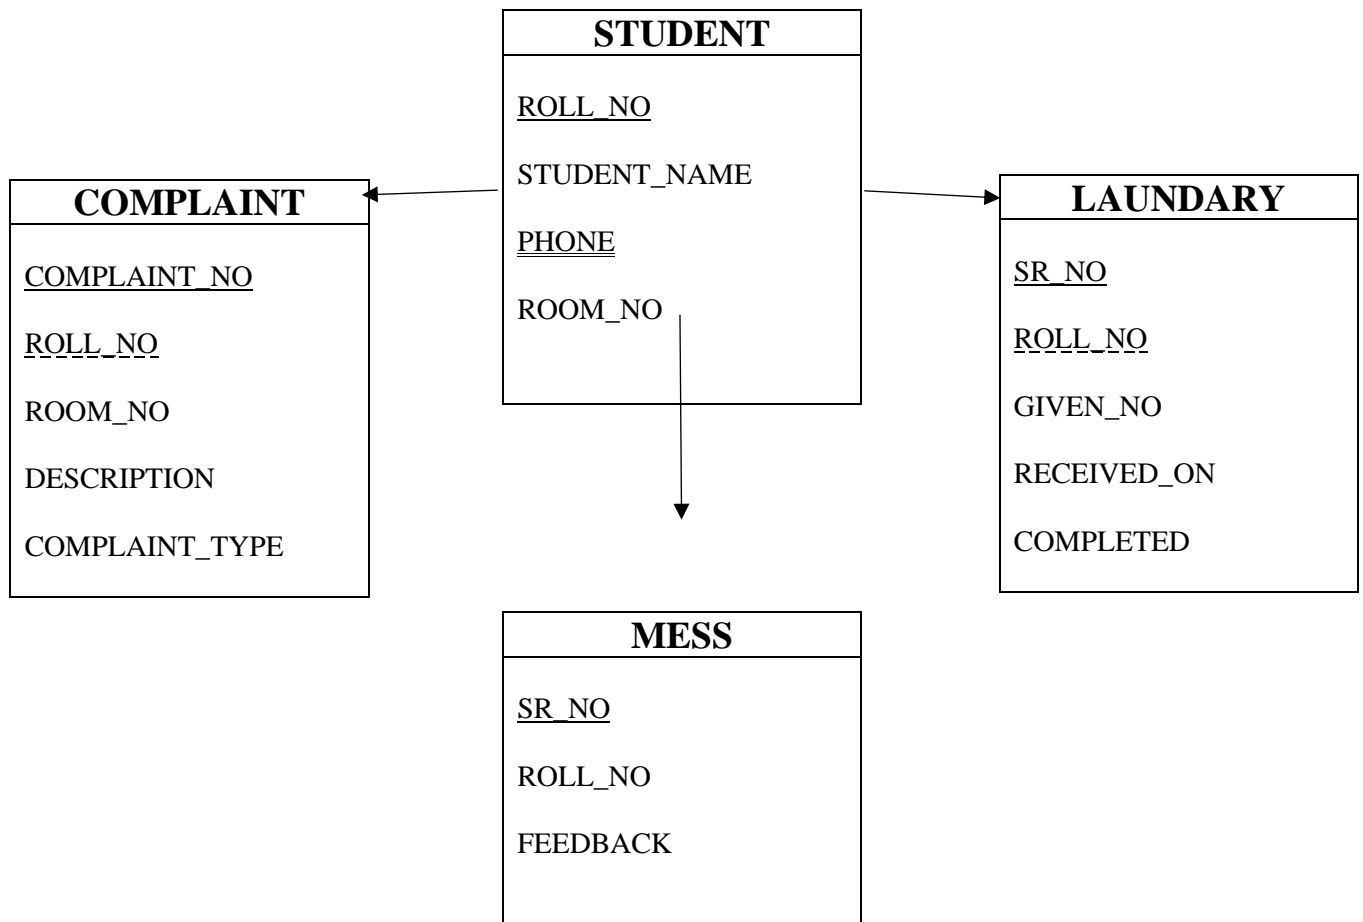 STUDENT
ROLL_NO
STUDENT_NAME
PHONE
ROOM_NO
COMPLAINT
COMPLAINT_NO
ROLL_NO
ROOM_NO
DESCRIPTION
COMPLAINT_TYPE
LAUNDARY
SR_NO
ROLL_NO
GIVEN_NO
RECEIVED_ON
COMPLETED
MESS
SR_NO
ROLL_NO
FEEDBACK